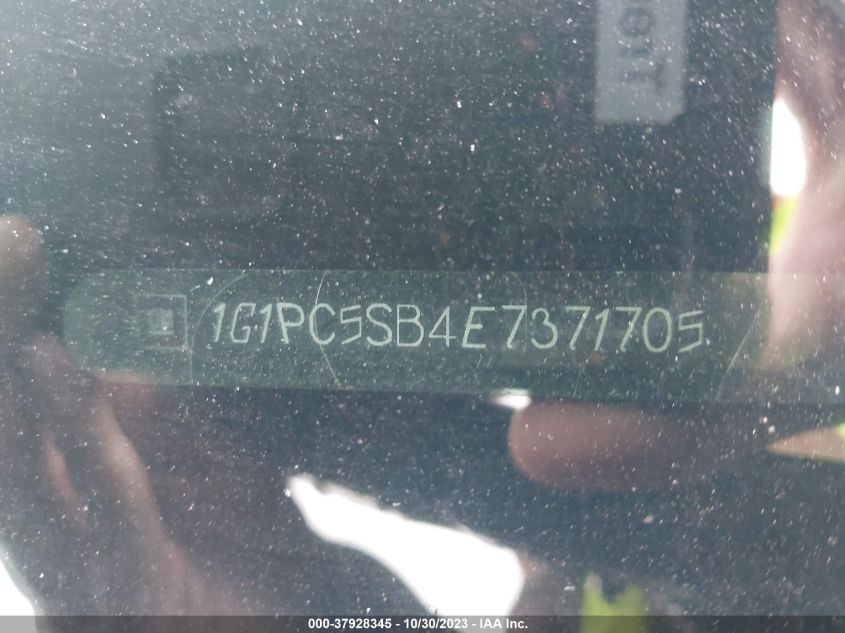 1G1PC5SB4E7371705
000-37928345 - 10/30/2023 - IAA Inc.